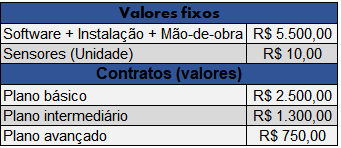 Valores fixos
Software + Instalação + Mão-de-obra R$ 5.500,00
Sensores (Unidade) R$ 10,00
Contratos (valores)
Plano básico R$ 2.500,00
Plano intermediário R$ 1.300,00
Plano avançado R$ 750,00